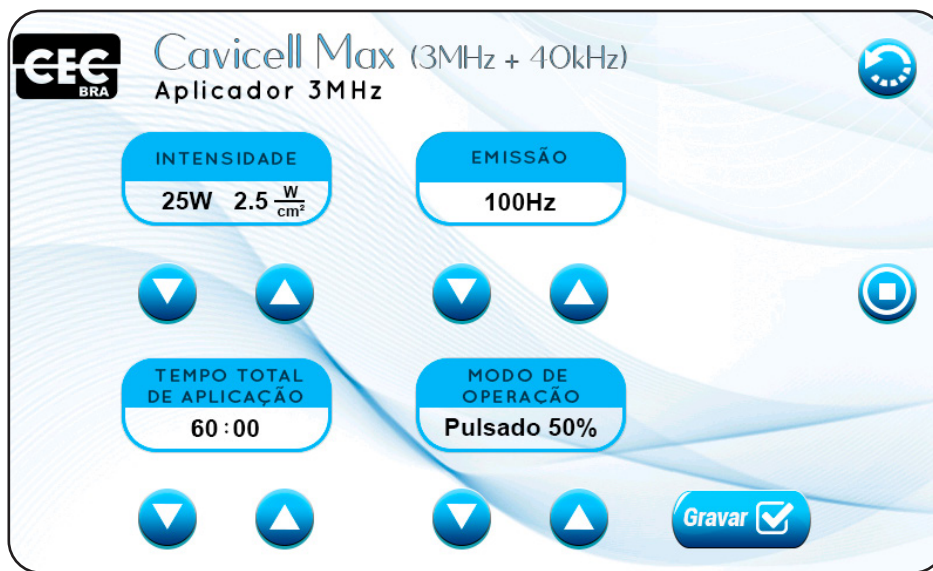 CEC
BRA
Cavicell Max (3MHz + 40kHz)
Aplicador 3MHz
INTENSIDADE
25W 2.5 W/cm²
EMISSÃO
100Hz
TEMPO TOTAL
DE APLICAÇÃO
60:00
MODO DE
OPERAÇÃO
Pulsado 50%
Gravar